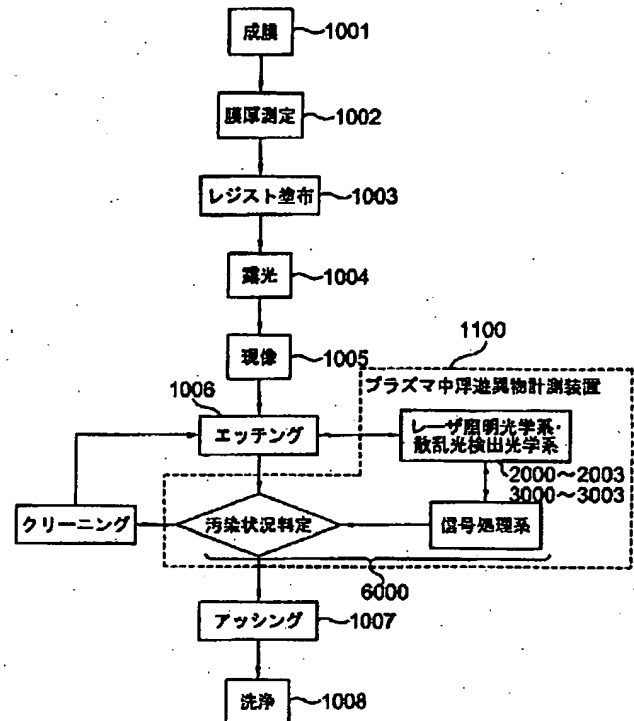 成膜
1001
膜厚測定
1002
レジスト塗布
1003
露光
1004
現像
1005
1100
プラズマ中浮遊異物計測装置
1006
エッチング
レーザ照明光学系・
散乱光検出光学系
2000～2003
3000～3003
クリーニング
汚染状況判定
信号処理系
6000
アッシング
1007
洗浄
1008